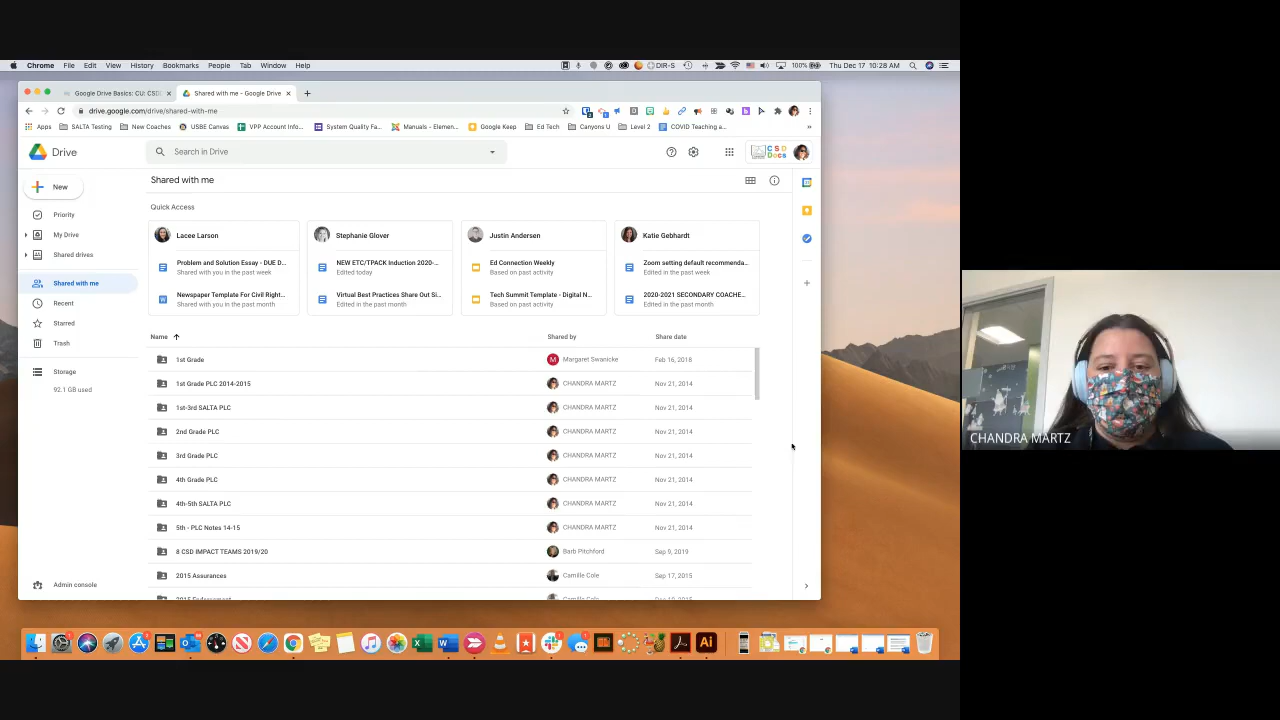 Chrome File Edit View History Bookmarks People Tab Window Help DIR-S 100% Thu Dec 17 10:28 AM
Google Drive Basics: CU: CSD Shared with me - Google Drive
drive.google.com/drive/shared-with-me
Apps SALTA Testing New Coaches USBE Canvas VPP Account Info... System Quality Fa... Manuals - Elemen... Google Keep Ed Tech Canyons U Level 2 COVID Teaching a...
Drive Search in Drive CSD Docs
New
Priority
My Drive
Shared drives
Shared with me
Recent
Starred
Trash
Storage
92.1 GB used
Admin console
Shared with me
Quick Access
Lacee Larson
Problem and Solution Essay - DUE D...
Shared with you in the past week
Newspaper Template For Civil Right...
Shared with you in the past month
Stephanie Glover
NEW ETC/TPACK Induction 2020-...
Edited today
Virtual Best Practices Share Out Si...
Edited in the past month
Justin Andersen
Ed Connection Weekly
Based on past activity
Tech Summit Template - Digital N...
Based on past activity
Katie Gebhardt
Zoom setting default recommenda...
Edited in the past week
2020-2021 SECONDARY COACHE...
Edited in the past month
Name Shared by Share date
1st Grade Margaret Swanicke Feb 16, 2018
1st Grade PLC 2014-2015 CHANDRA MARTZ Nov 21, 2014
1st-3rd SALTA PLC CHANDRA MARTZ Nov 21, 2014
2nd Grade PLC CHANDRA MARTZ Nov 21, 2014
3rd Grade PLC CHANDRA MARTZ Nov 21, 2014
4th Grade PLC CHANDRA MARTZ Nov 21, 2014
4th-5th SALTA PLC CHANDRA MARTZ Nov 21, 2014
5th - PLC Notes 14-15 CHANDRA MARTZ Nov 21, 2014
8 CSD IMPACT TEAMS 2019/20 Barb Pitchford Sep 9, 2019
2015 Assurances Camille Cole Sep 17, 2015
Camille Cole
CHANDRA MARTZ